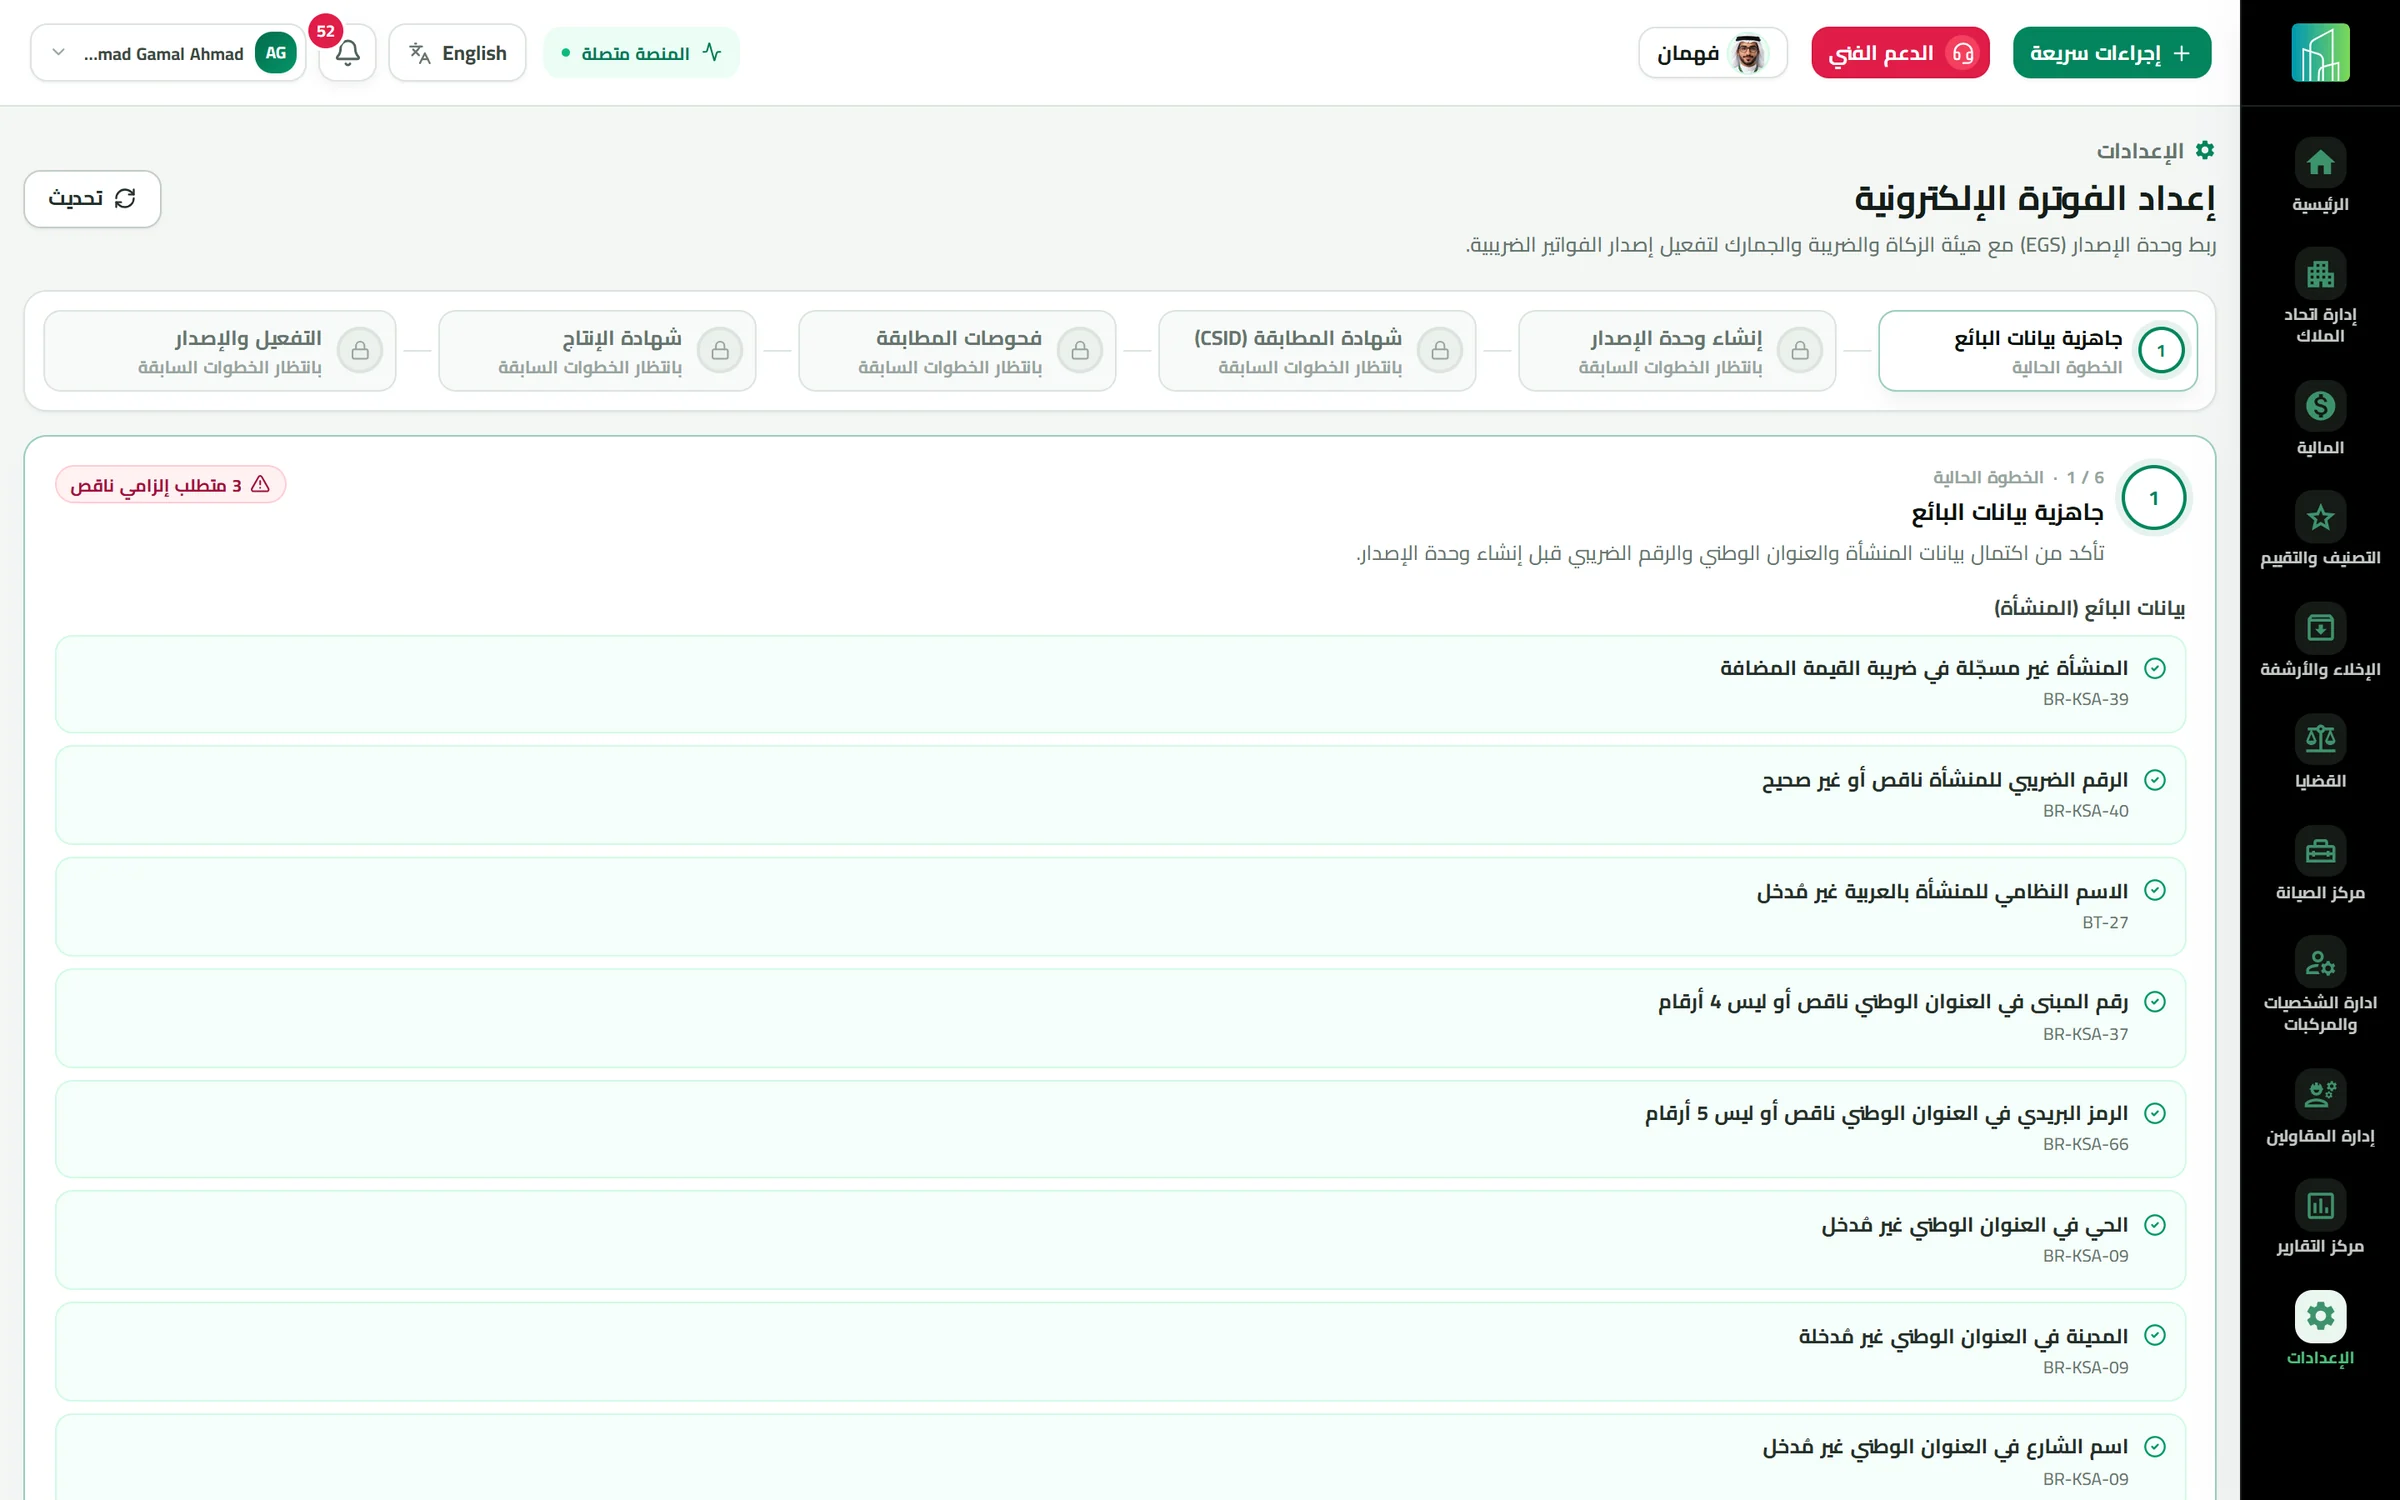 إجراءات سريعة
الدعم الفني
فهمان
المنصة متصلة
English
52
AG
mad Gamal Ahmad...
الرئيسية
إدارة اتحاد
الملاك
المالية
التصنيف والتقييم
الإخلاء والأرشفة
القضايا
مركز الصيانة
ادارة الشخصيات
والمركبات
إدارة المقاولين
مركز التقارير
الإعدادات
الإعدادات
إعداد الفوترة الإلكترونية
ربط وحدة الإصدار (EGS) مع هيئة الزكاة والضريبة والجمارك لتفعيل إصدار الفواتير الضريبية.
تحديث
1
جاهزية بيانات البائع
الخطوة الحالية
إنشاء وحدة الإصدار
بانتظار الخطوات السابقة
شهادة المطابقة (CSID)
بانتظار الخطوات السابقة
فحوصات المطابقة
بانتظار الخطوات السابقة
شهادة الإنتاج
بانتظار الخطوات السابقة
التفعيل والإصدار
بانتظار الخطوات السابقة
1
1 / 6 · الخطوة الحالية
جاهزية بيانات البائع
تأكد من اكتمال بيانات المنشأة والعنوان الوطني والرقم الضريبي قبل إنشاء وحدة الإصدار.
3 متطلب إلزامي ناقص
بيانات البائع (المنشأة)
المنشأة غير مسجّلة في ضريبة القيمة المضافة
BR-KSA-39
الرقم الضريبي للمنشأة ناقص أو غير صحيح
BR-KSA-40
الاسم النظامي للمنشأة بالعربية غير مُدخل
BT-27
رقم المبنى في العنوان الوطني ناقص أو ليس 4 أرقام
BR-KSA-37
الرمز البريدي في العنوان الوطني ناقص أو ليس 5 أرقام
BR-KSA-66
الحي في العنوان الوطني غير مُدخل
BR-KSA-09
المدينة في العنوان الوطني غير مُدخلة
BR-KSA-09
اسم الشارع في العنوان الوطني غير مُدخل
BR-KSA-09